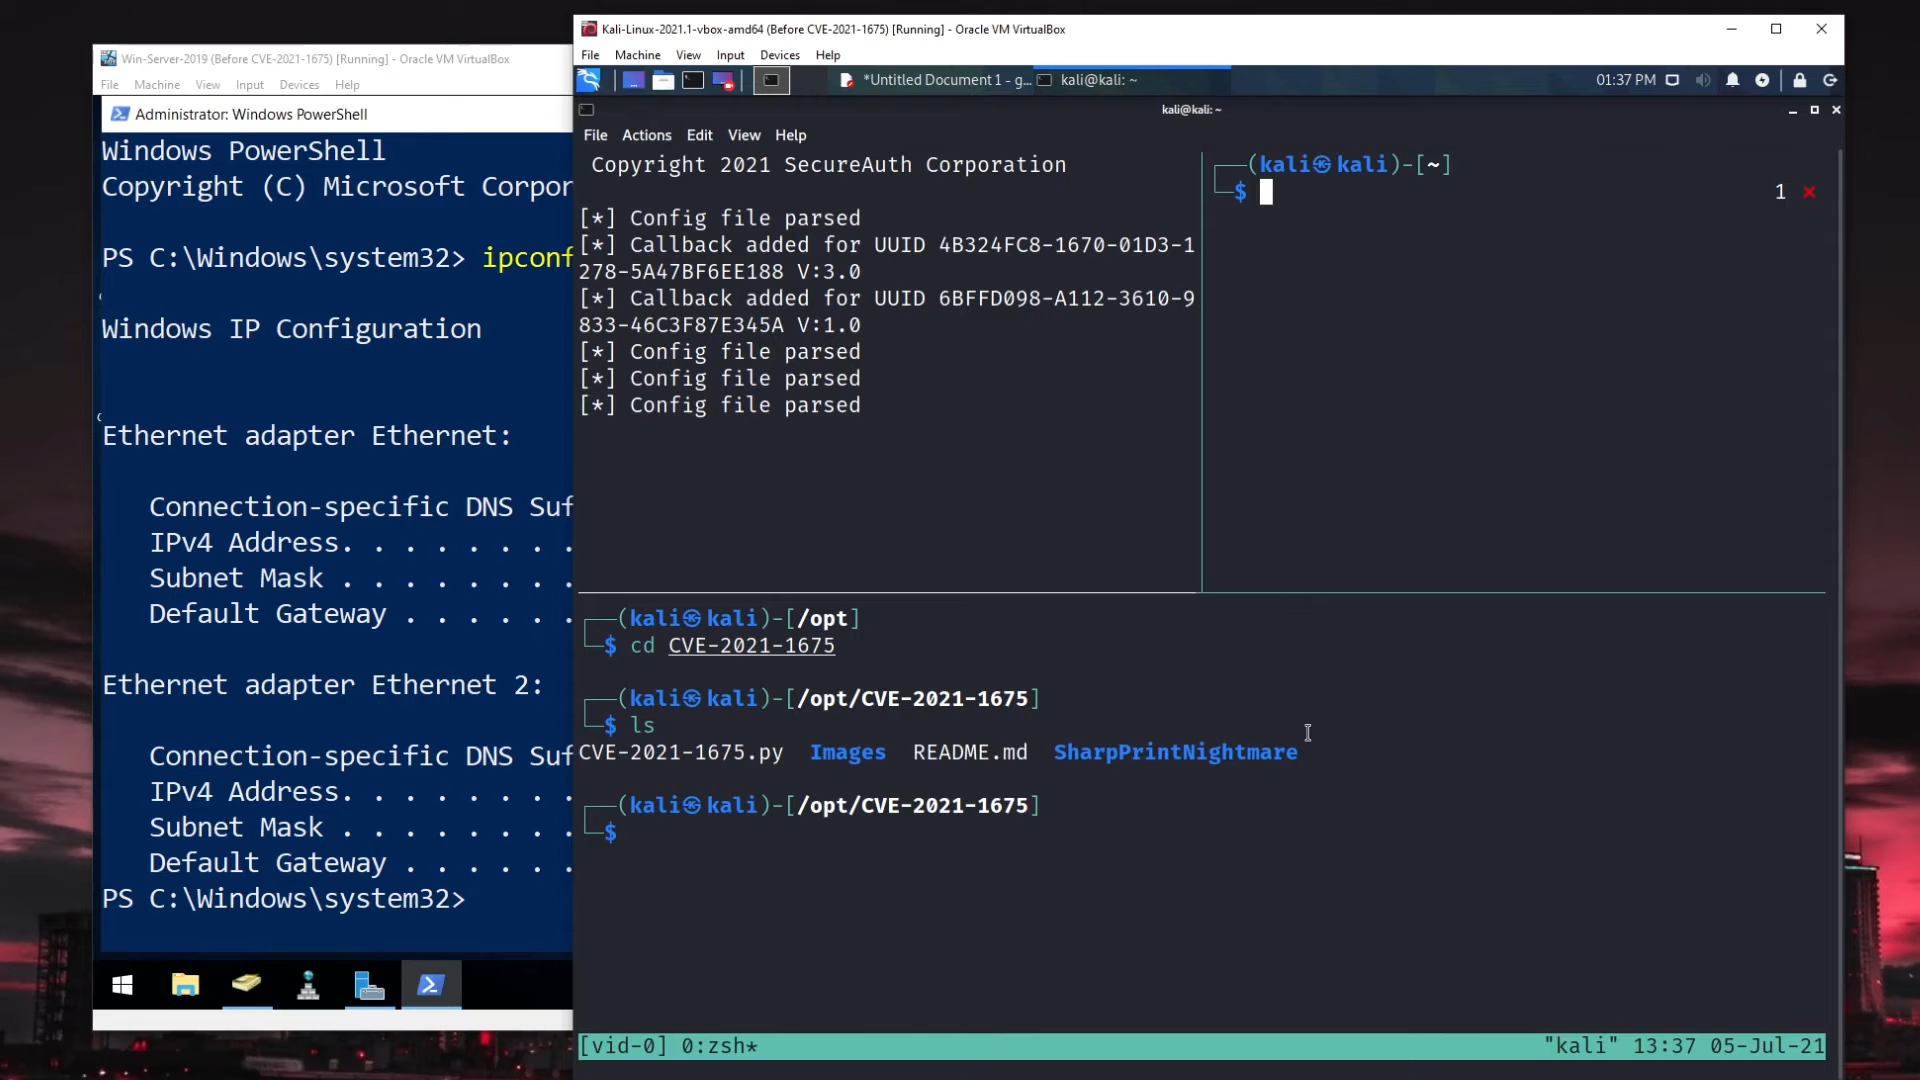 Win-Server-2019 (Before CVE-2021-1675) [Running] - Oracle VM VirtualBox
File Machine View Input Devices Help
Administrator: Windows PowerShell
Windows PowerShell
Copyright (C) Microsoft Corpor
PS C:\Windows\system32> ipconf
Windows IP Configuration
Ethernet adapter Ethernet:
Connection-specific DNS Suf
IPv4 Address. . . . . . . .
Subnet Mask . . . . . . . .
Default Gateway . . . . . .
Ethernet adapter Ethernet 2:
Connection-specific DNS Suf
IPv4 Address. . . . . . . .
Subnet Mask . . . . . . . .
Default Gateway . . . . . .
PS C:\Windows\system32>
Kali-Linux-2021.1-vbox-amd64 (Before CVE-2021-1675) [Running] - Oracle VM VirtualBox
File Machine View Input Devices Help
*Untitled Document 1 - g... kali@kali: ~ 01:37 PM
kali@kali: ~
File Actions Edit View Help
Copyright 2021 SecureAuth Corporation
[*] Config file parsed
[*] Callback added for UUID 4B324FC8-1670-01D3-1
278-5A47BF6EE188 V:3.0
[*] Callback added for UUID 6BFFD098-A112-3610-9
833-46C3F87E345A V:1.0
[*] Config file parsed
[*] Config file parsed
[*] Config file parsed
┌──(kali㉿kali)-[~]
└─$ 1 ✗
┌──(kali㉿kali)-[/opt]
└─$ cd CVE-2021-1675
┌──(kali㉿kali)-[/opt/CVE-2021-1675]
└─$ ls
CVE-2021-1675.py Images README.md SharpPrintNightmare
┌──(kali㉿kali)-[/opt/CVE-2021-1675]
└─$
[vid-0] 0:zsh* "kali" 13:37 05-Jul-21